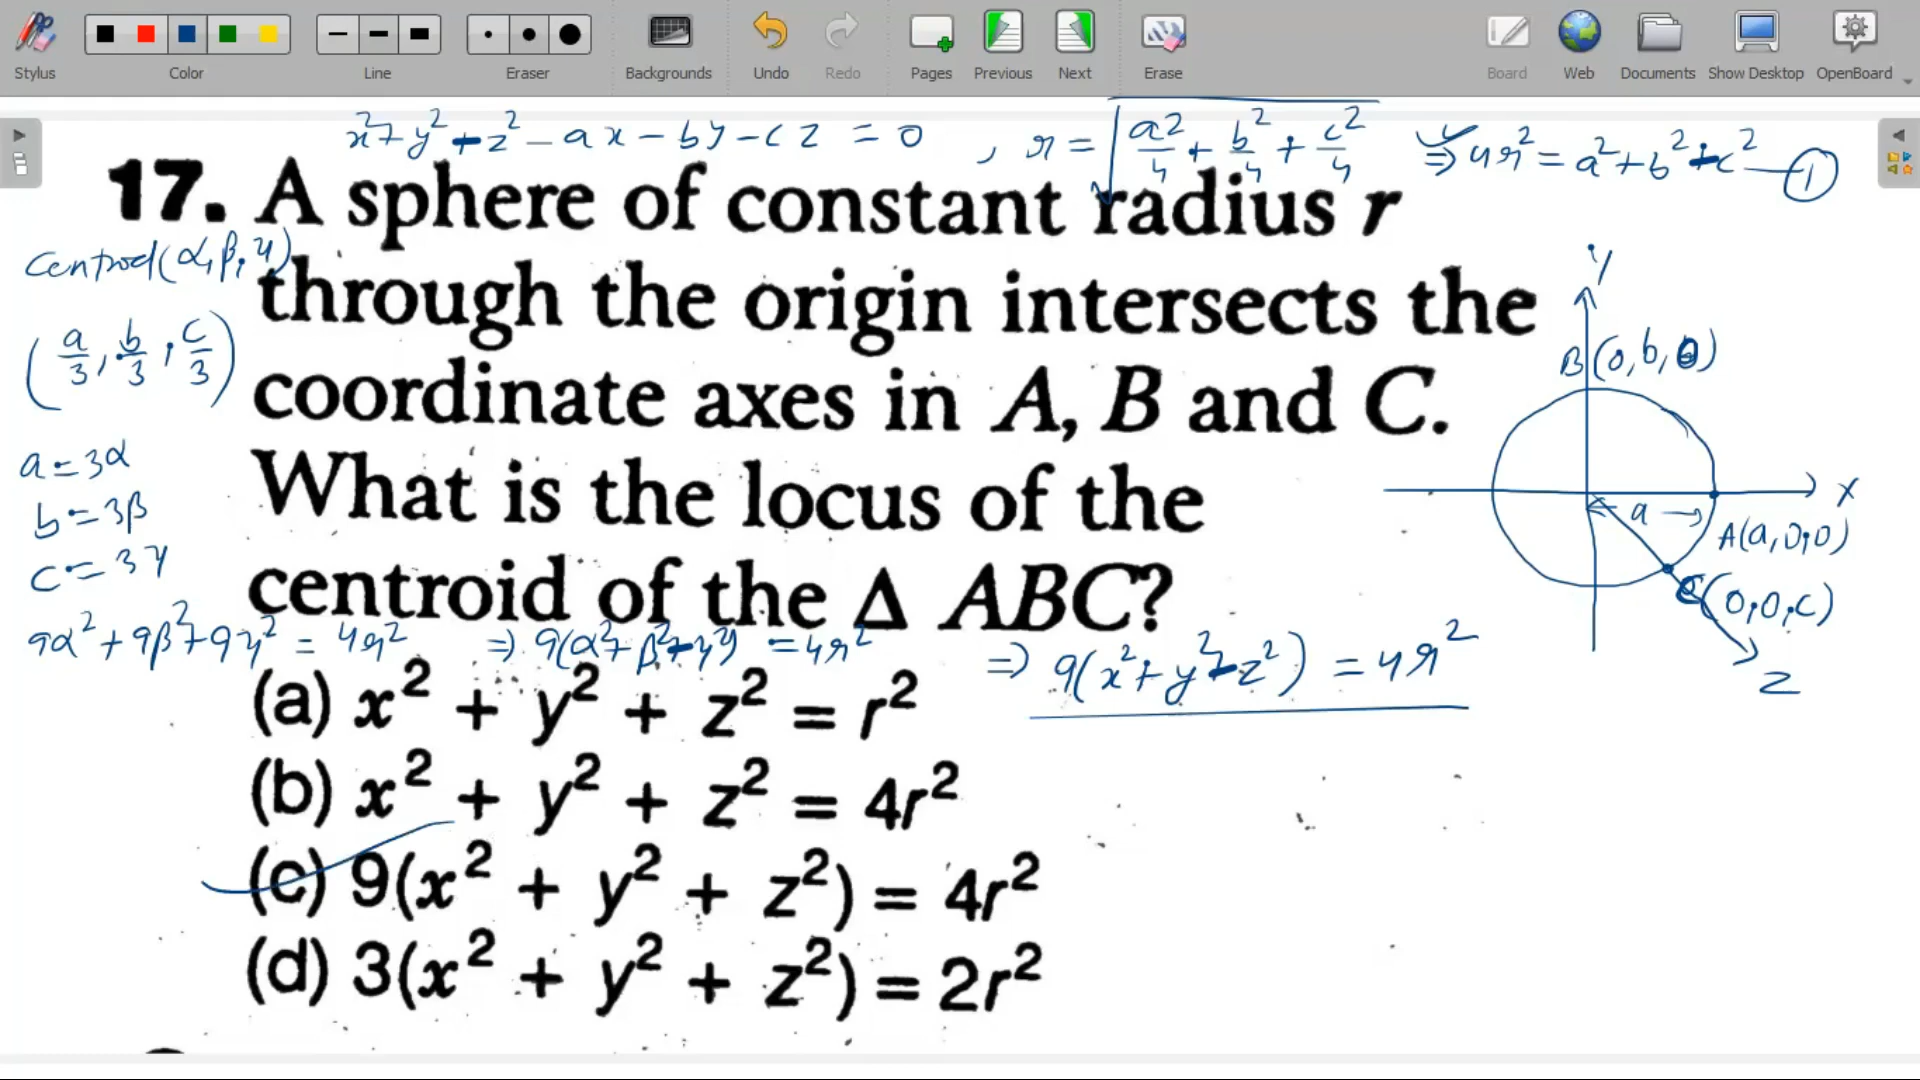 Stylus Color Line Eraser Backgrounds Undo Redo Pages Previous Next Erase Board Web Documents Show Desktop OpenBoard
x²+y²+z²-ax-by-cz = 0 , r = √(a²/4 + b²/4 + c²/4) ⇒ 4r² = a²+b²+c² —①
17. A sphere of constant radius r
Centroid(α,β,γ)
through the origin intersects the
(a/3, b/3, c/3)
coordinate axes in A, B and C.
a = 3α
What is the locus of the
b = 3β
c = 3γ
centroid of the Δ ABC?
9α²+9β²+9γ² = 4r² ⇒ 9(α²+β²+γ²) = 4r² ⇒ 9(x²+y²+z²) = 4r²
(a) x² + y² + z² = r²
(b) x² + y² + z² = 4r²
(c) 9(x² + y² + z²) = 4r²
(d) 3(x² + y² + z²) = 2r²
Y
B(0,b,0)
X
a
A(a,0,0)
C(0,0,c)
Z